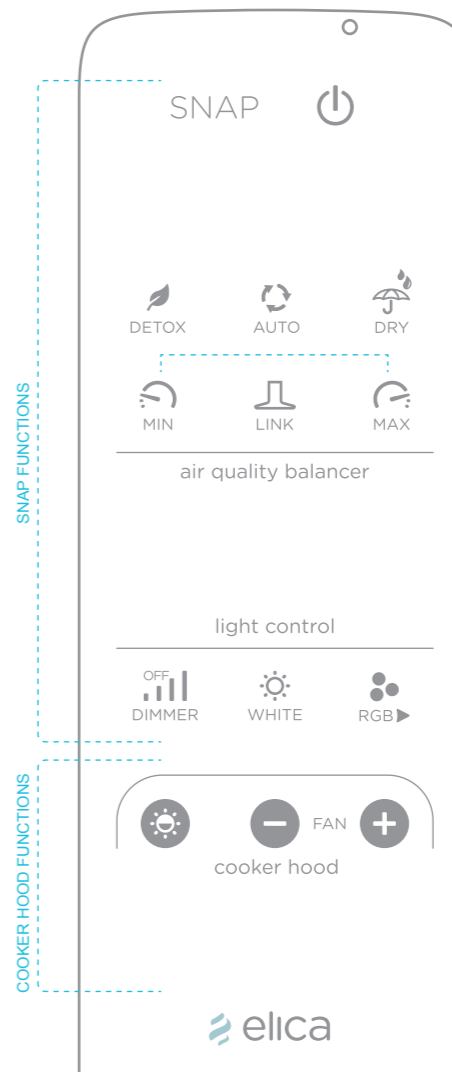 SNAP
DETOX AUTO DRY
MIN LINK MAX
air quality balancer
SNAP FUNCTIONS
light control
OFF
DIMMER WHITE RGB
FAN
cooker hood
COOKER HOOD FUNCTIONS
elica